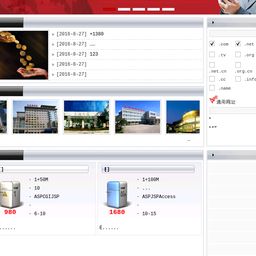 [2016-8-27] +1380
[2016-8-27] ...
[2016-8-27] 123
[2016-8-27]
[2016-8-27]
.com .net
.tv .org
.net.cn .org.cn
.cc .info
.name
通用网址
980
- 1+50M
- 10
- ASPCGIJSP
-
- 6-10
1680
- 1+100M
- ...
- ASPJSPAccess
-
- 10-15